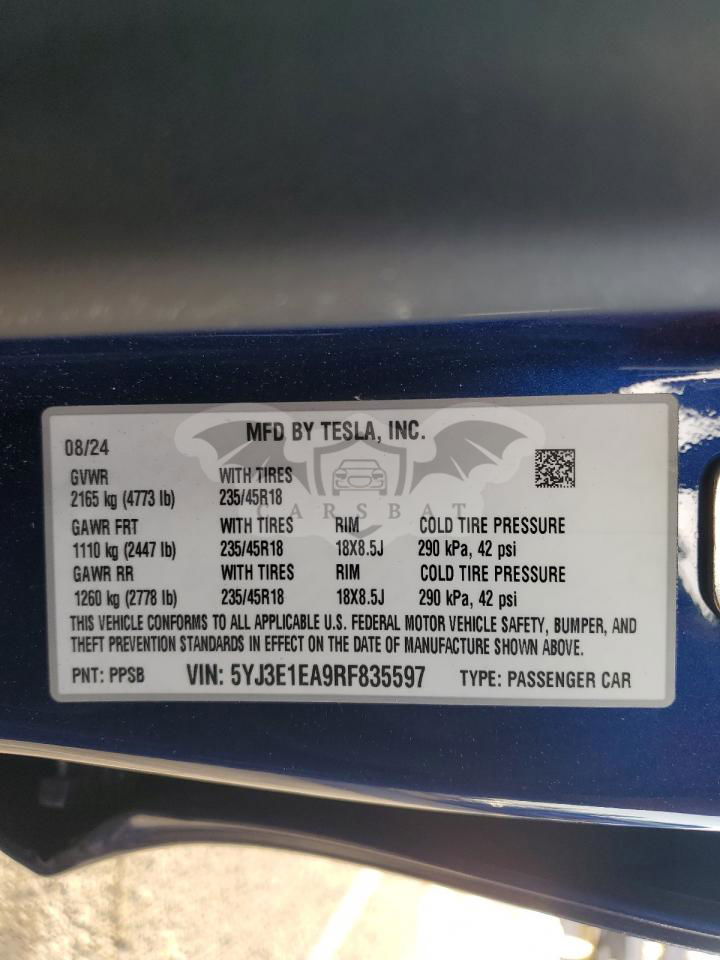 MFD BY TESLA, INC.
08/24
GVWR WITH TIRES
2165 kg (4773 lb) 235/45R18
CARSBAT
GAWR FRT WITH TIRES RIM COLD TIRE PRESSURE
1110 kg (2447 lb) 235/45R18 18X8.5J 290 kPa, 42 psi
GAWR RR WITH TIRES RIM COLD TIRE PRESSURE
1260 kg (2778 lb) 235/45R18 18X8.5J 290 kPa, 42 psi
THIS VEHICLE CONFORMS TO ALL APPLICABLE U.S. FEDERAL MOTOR VEHICLE SAFETY, BUMPER, AND
THEFT PREVENTION STANDARDS IN EFFECT ON THE DATE OF MANUFACTURE SHOWN ABOVE.
PNT: PPSB VIN: 5YJ3E1EA9RF835597 TYPE: PASSENGER CAR